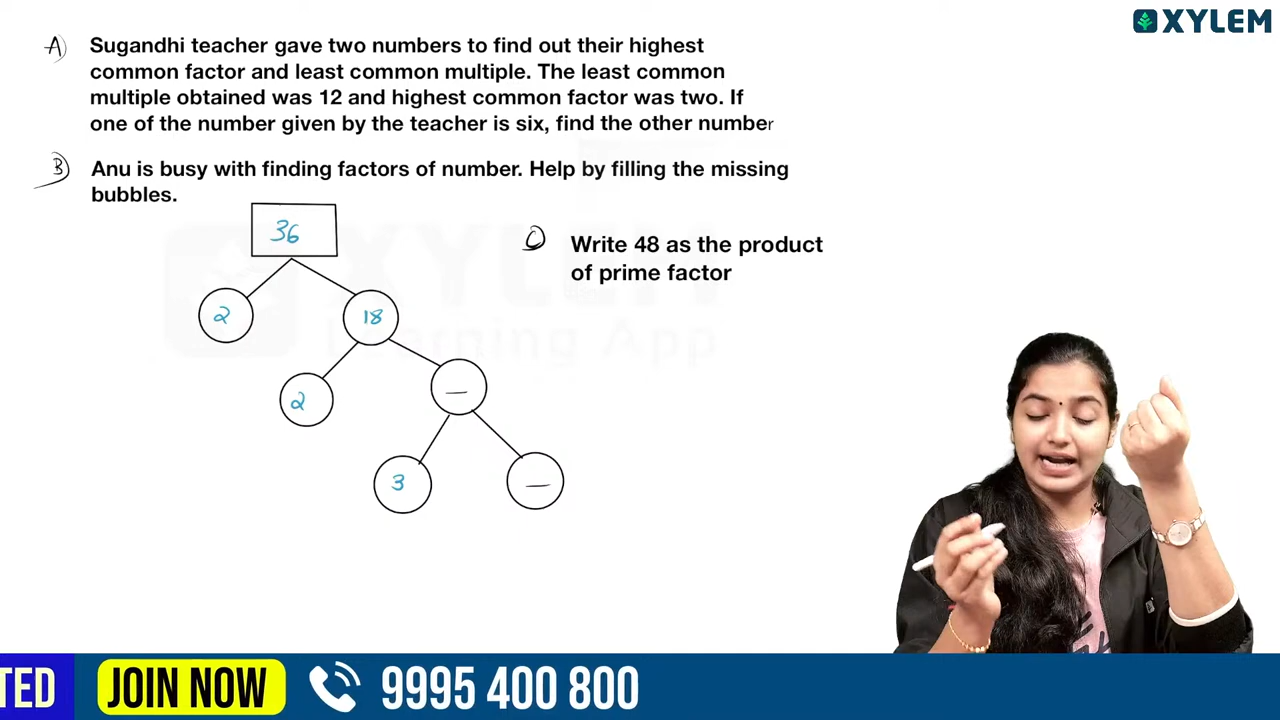 XYLEM
A) Sugandhi teacher gave two numbers to find out their highest
common factor and least common multiple. The least common
multiple obtained was 12 and highest common factor was two. If
one of the number given by the teacher is six, find the other number
B) Anu is busy with finding factors of number. Help by filling the missing
bubbles.
36
C) Write 48 as the product
of prime factor
2 18
2 _
3 _
XYLEM
Learning App
TED JOIN NOW 9995 400 800